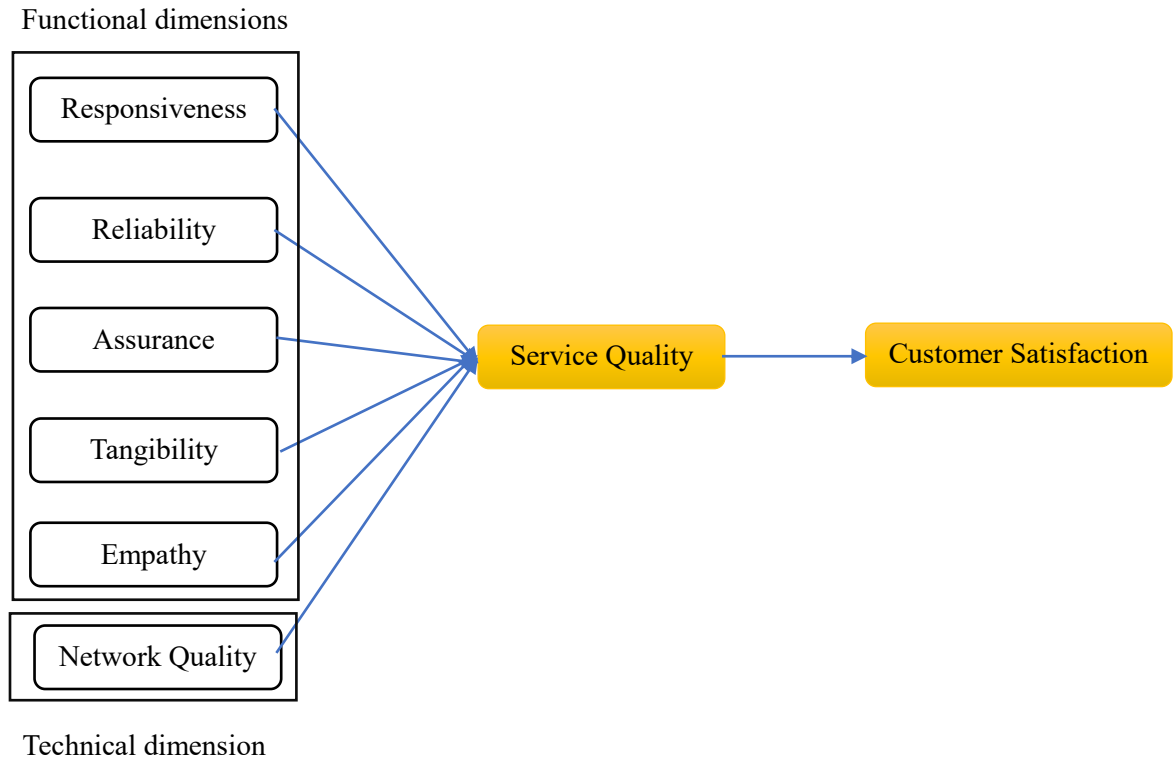 Functional dimensions
Responsiveness
Reliability
Assurance
Tangibility
Empathy
Network Quality
Technical dimension
Service Quality
Customer Satisfaction